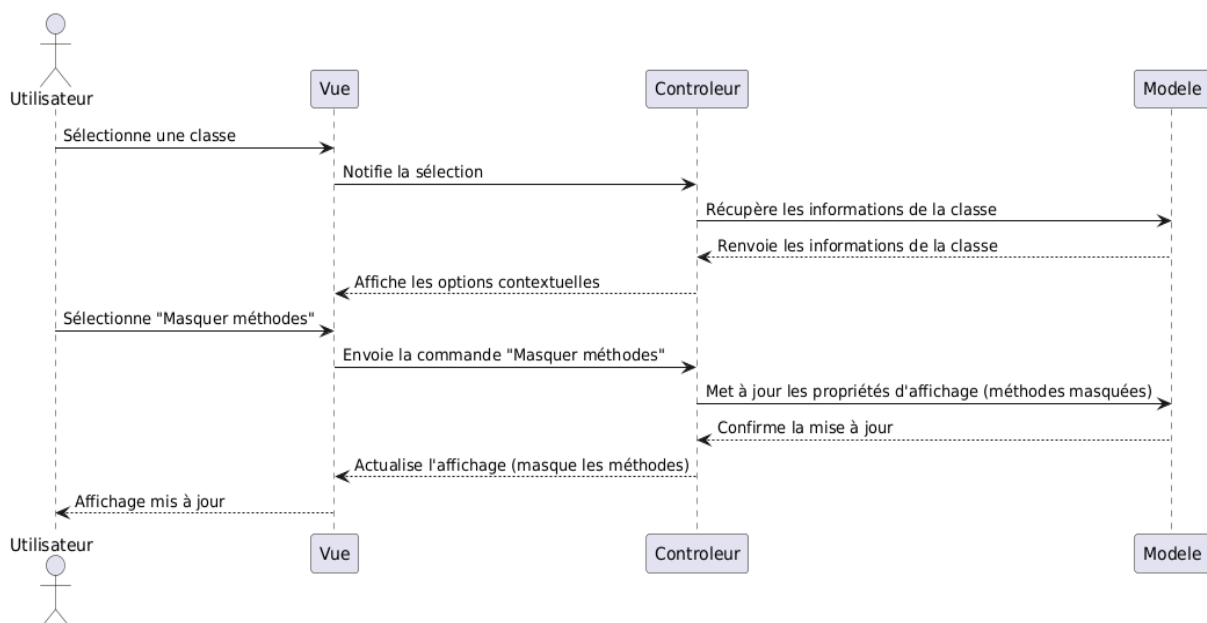 Utilisateur
Vue
Controleur
Modele
Sélectionne une classe
Notifie la sélection
Récupère les informations de la classe
Renvoie les informations de la classe
Affiche les options contextuelles
Sélectionne "Masquer méthodes"
Envoie la commande "Masquer méthodes"
Met à jour les propriétés d'affichage (méthodes masquées)
Confirme la mise à jour
Actualise l'affichage (masque les méthodes)
Affichage mis à jour
Utilisateur
Vue
Controleur
Modele